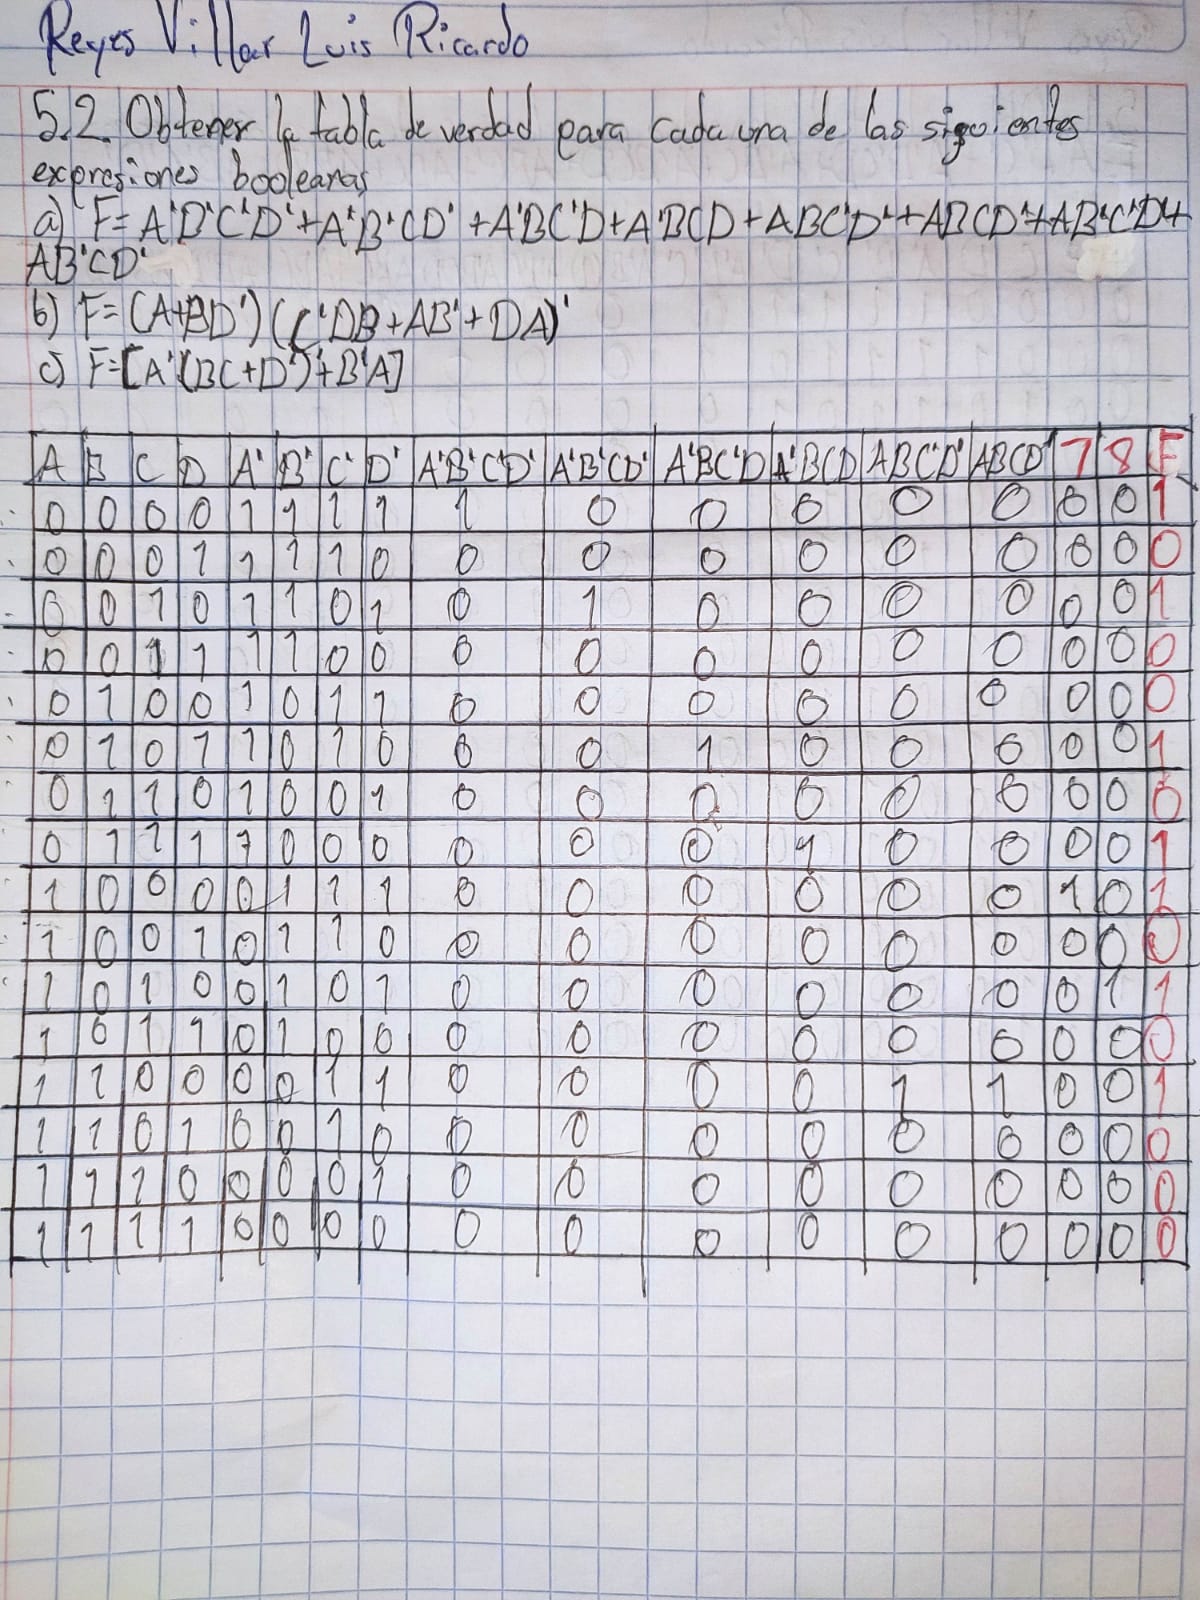 Reyes Villar Luis Ricardo
5.2. Obtener la tabla de verdad para cada una de las siguientes
expresiones booleanas
a) F= A'B'C'D'+A'B'CD'+A'BC'D+A'BCD+ABC'D'+ABCD'+AB'C'D'+
AB'CD'
b) F=(A+BD')(C'DB+AB'+DA)'
c) F=[A'(BC+D')'+B'A]
A B C D A' B' C' D' A'B'C'D' A'B'CD' A'BC'D A'BCD ABC'D' ABCD' 7 8 F
0 0 0 0 1 1 1 1 1 0 0 0 0 0 0 0 1
0 0 0 1 1 1 1 0 0 0 0 0 0 0 0 0 0
0 0 1 0 1 1 0 1 0 1 0 0 0 0 0 0 1
0 0 1 1 1 1 0 0 0 0 0 0 0 0 0 0 0
0 1 0 0 1 0 1 1 0 0 0 0 0 0 0 0 0
0 1 0 1 1 0 1 0 0 0 1 0 0 0 0 0 1
0 1 1 0 1 0 0 1 0 0 0 0 0 0 0 0 0
0 1 1 1 1 0 0 0 0 0 0 1 0 0 0 0 1
1 0 0 0 0 1 1 1 0 0 0 0 0 0 1 0 1
1 0 0 1 0 1 1 0 0 0 0 0 0 0 0 0 0
1 0 1 0 0 1 0 1 0 0 0 0 0 0 0 1 1
1 0 1 1 0 1 0 0 0 0 0 0 0 0 0 0 0
1 1 0 0 0 0 1 1 0 0 0 0 1 1 0 0 1
1 1 0 1 0 0 1 0 0 0 0 0 0 0 0 0 0
1 1 1 0 0 0 0 1 0 0 0 0 0 0 0 0 0
1 1 1 1 0 0 0 0 0 0 0 0 0 0 0 0 0